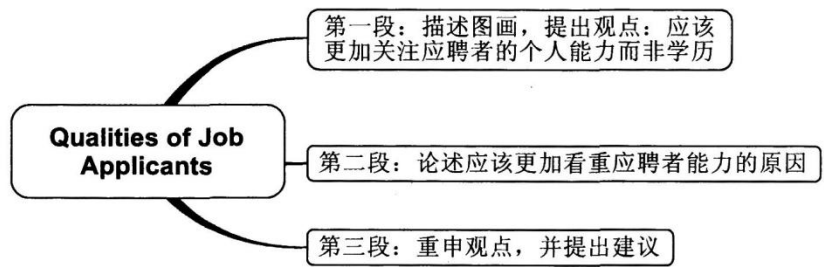 Qualities of Job
Applicants
第一段：描述图画，提出观点：应该
更加关注应聘者的个人能力而非学历
第二段：论述应该更加看重应聘者能力的原因
第三段：重申观点，并提出建议